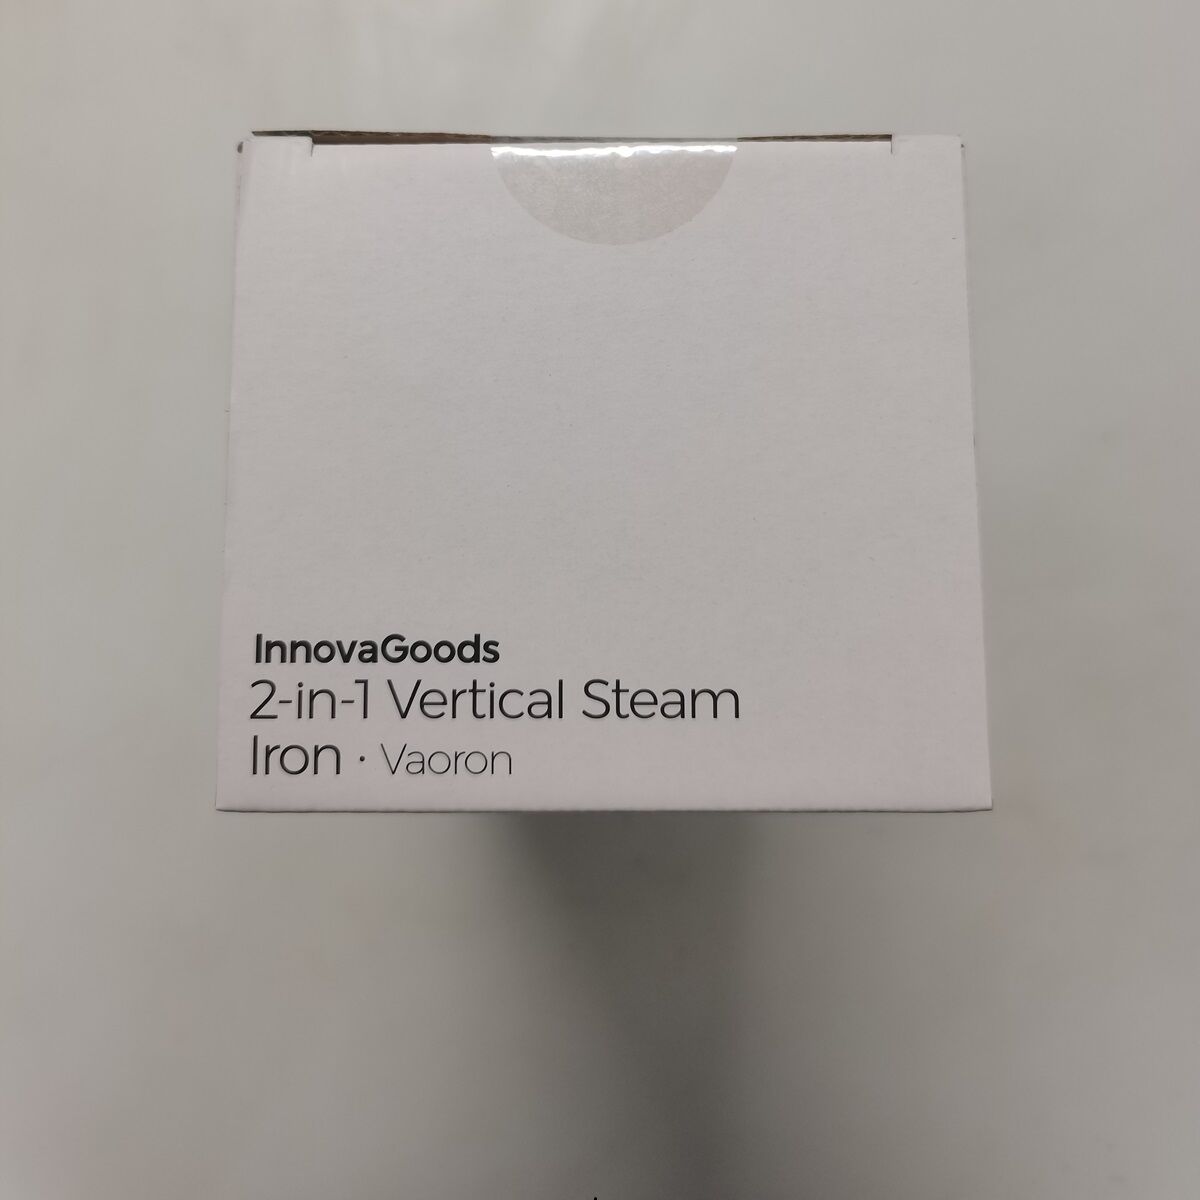 InnovaGoods
2-in-1 Vertical Steam
Iron · Vaoron